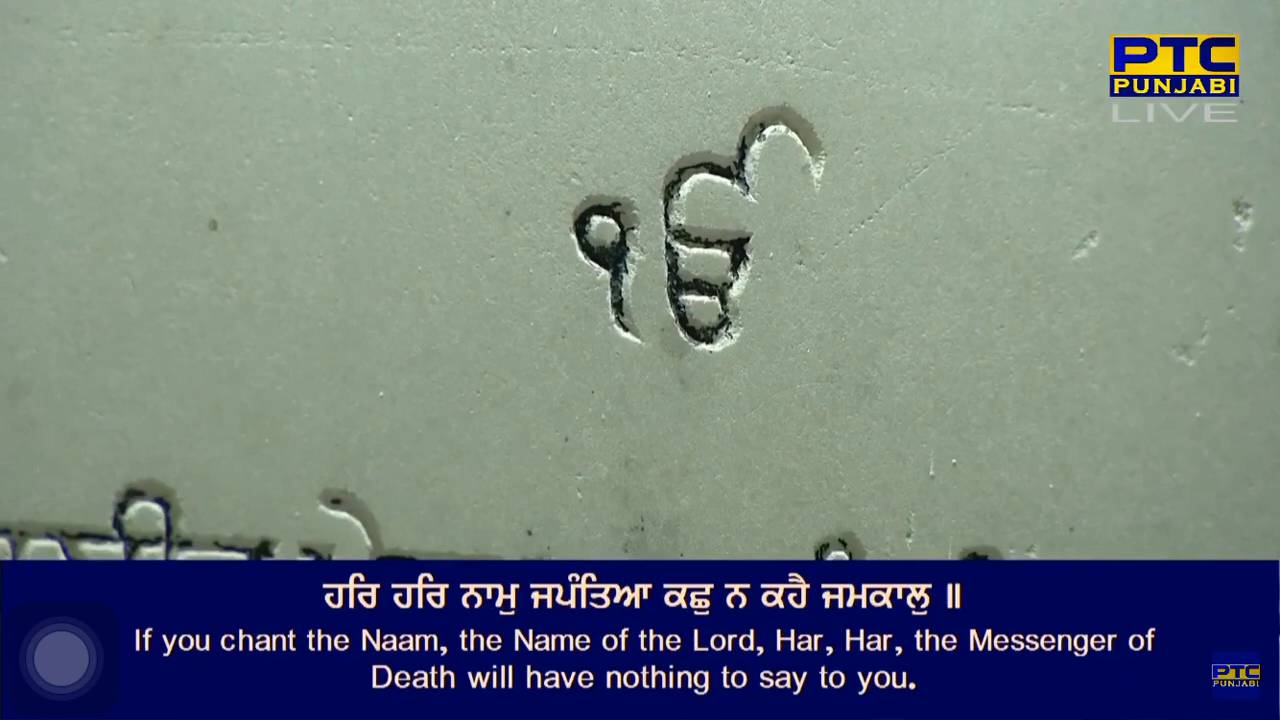 PTC
PUNJABI
LIVE
ੴ
ਹਰਿ ਹਰਿ ਨਾਮੁ ਜਪੰਤਿਆ ਕਛੁ ਨ ਕਹੈ ਜਮਕਾਲੁ ॥
If you chant the Naam, the Name of the Lord, Har, Har, the Messenger of
Death will have nothing to say to you.
PTC
PUNJABI